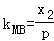 k_MB = x_2 / p